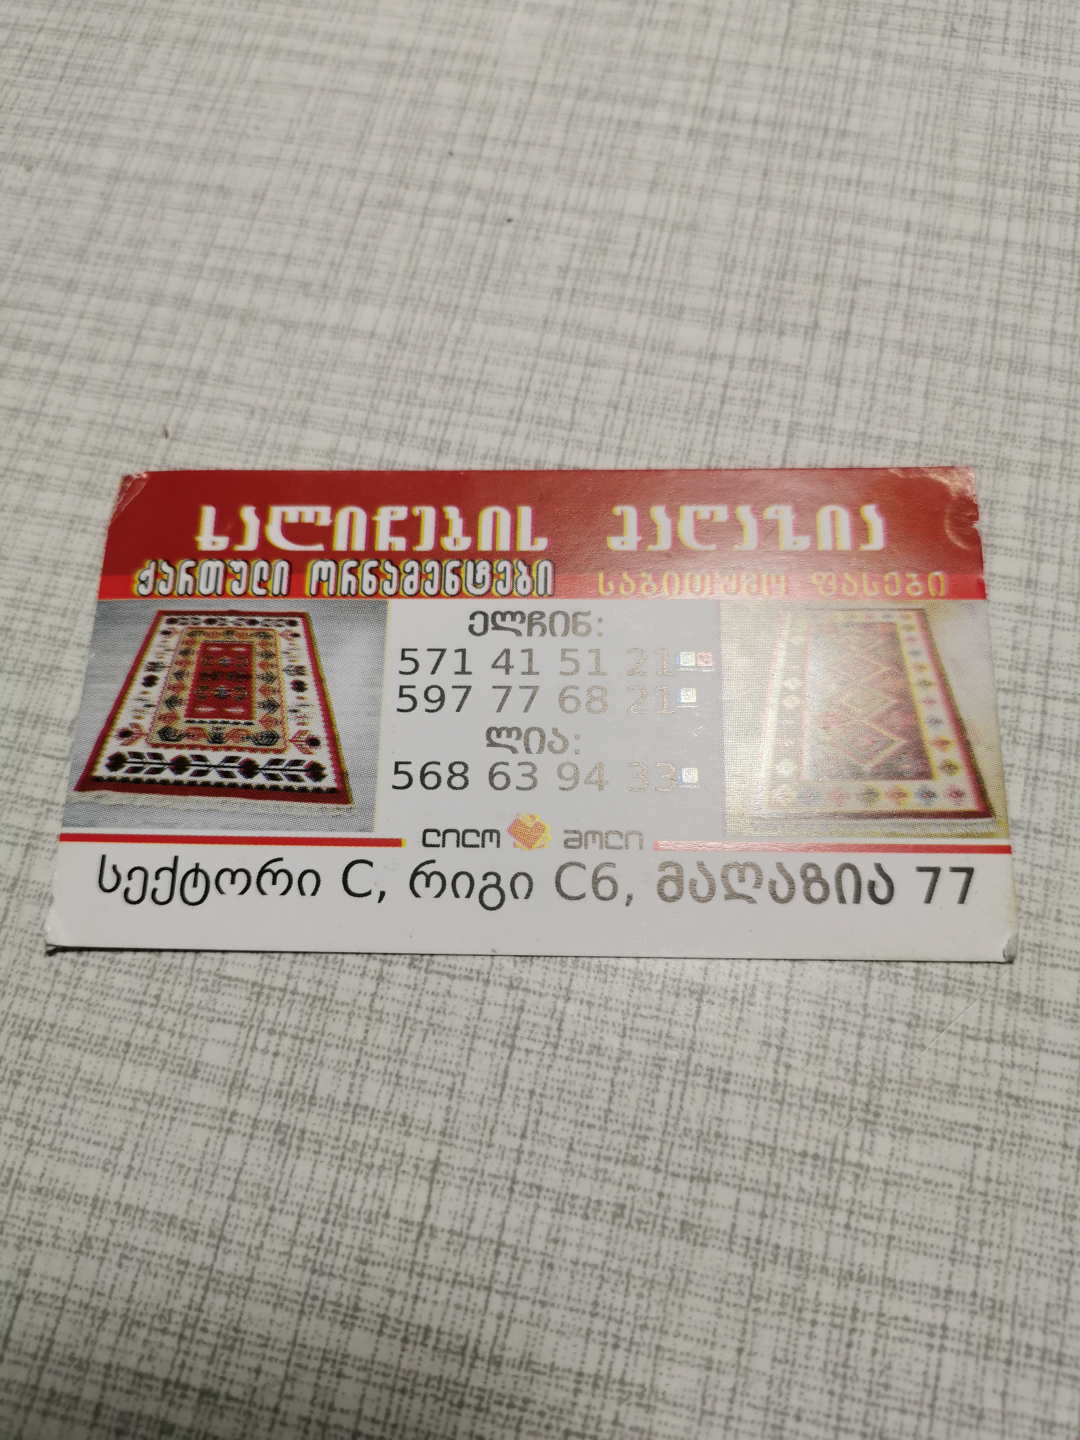 ხალიჩების მაღაზია
ქართული ორნამენტები საბითუმო ფასები
ელჩინ:
571 41 51 21
597 77 68 21
ლია:
568 63 94 33
ლილო მოლი
სექტორი C, რიგი C6, მაღაზია 77